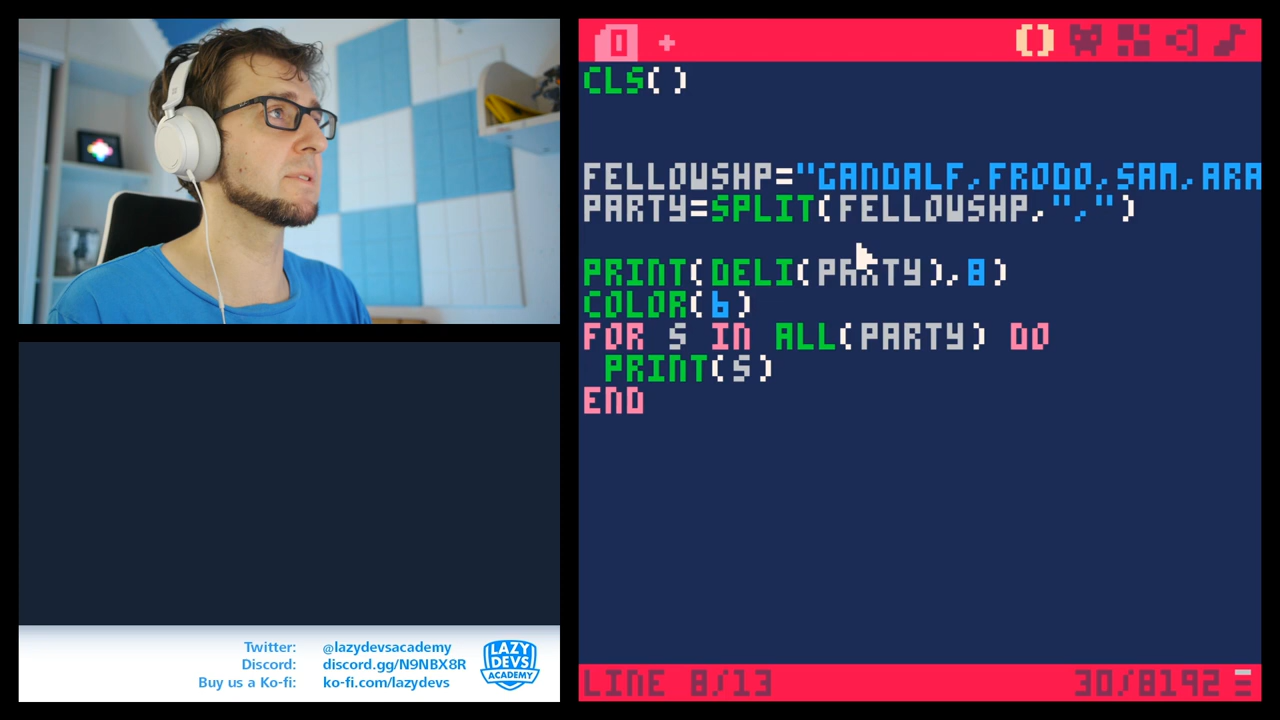 CLS()
FELLOWSHP="GANDALF,FRODO,SAM,ARA
PARTY=SPLIT(FELLOWSHP,",")
PRINT(DELI(PARTY),8)
COLOR(6)
FOR S IN ALL(PARTY) DO
PRINT(S)
END
LINE 8/13 30/8192
Twitter: @lazydevsacademy
Discord: discord.gg/N9NBX8R
Buy us a Ko-fi: ko-fi.com/lazydevs
LAZY
DEVS
ACADEMY